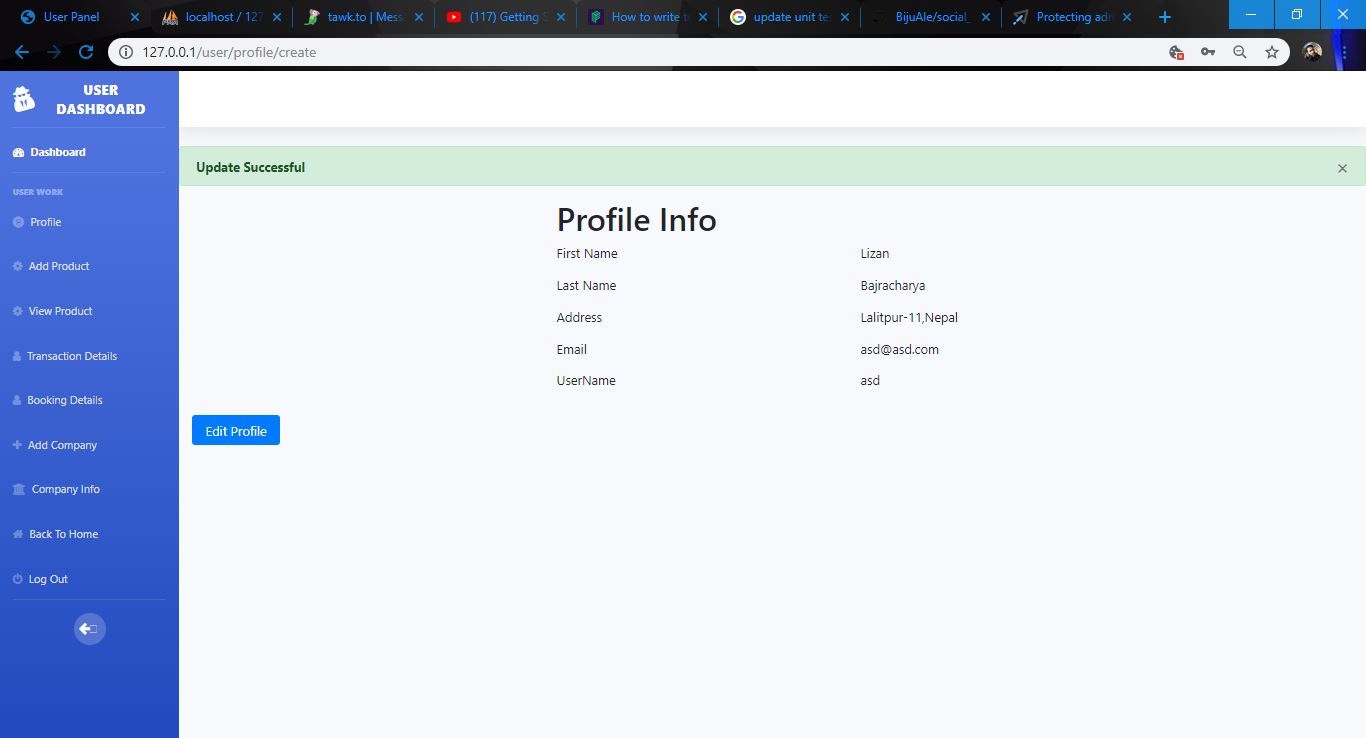 User Panel
localhost / 127
tawk.to | Mess
(117) Getting S
How to write t
update unit te
BijuAle/social_
Protecting adm
127.0.0.1/user/profile/create
USER
DASHBOARD
Dashboard
USER WORK
Profile
Add Product
View Product
Transaction Details
Booking Details
Add Company
Company Info
Back To Home
Log Out
Update Successful
×
Profile Info
First Name Lizan
Last Name Bajracharya
Address Lalitpur-11,Nepal
Email asd@asd.com
UserName asd
Edit Profile